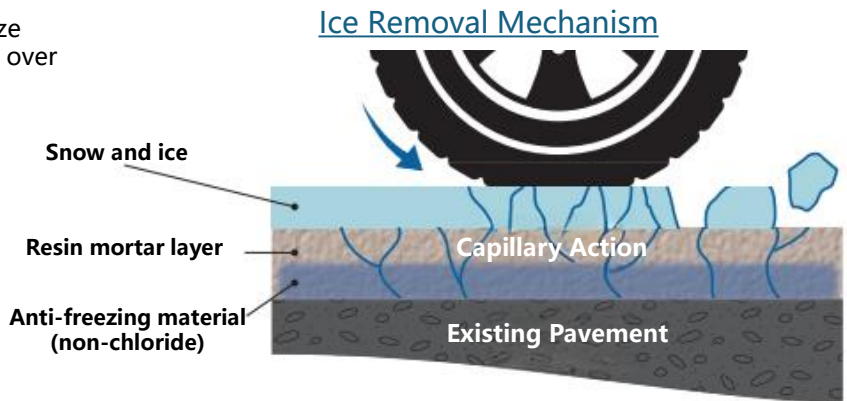 ze
over
Ice Removal Mechanism
Snow and ice
Resin mortar layer
Capillary Action
Anti-freezing material
(non-chloride)
Existing Pavement